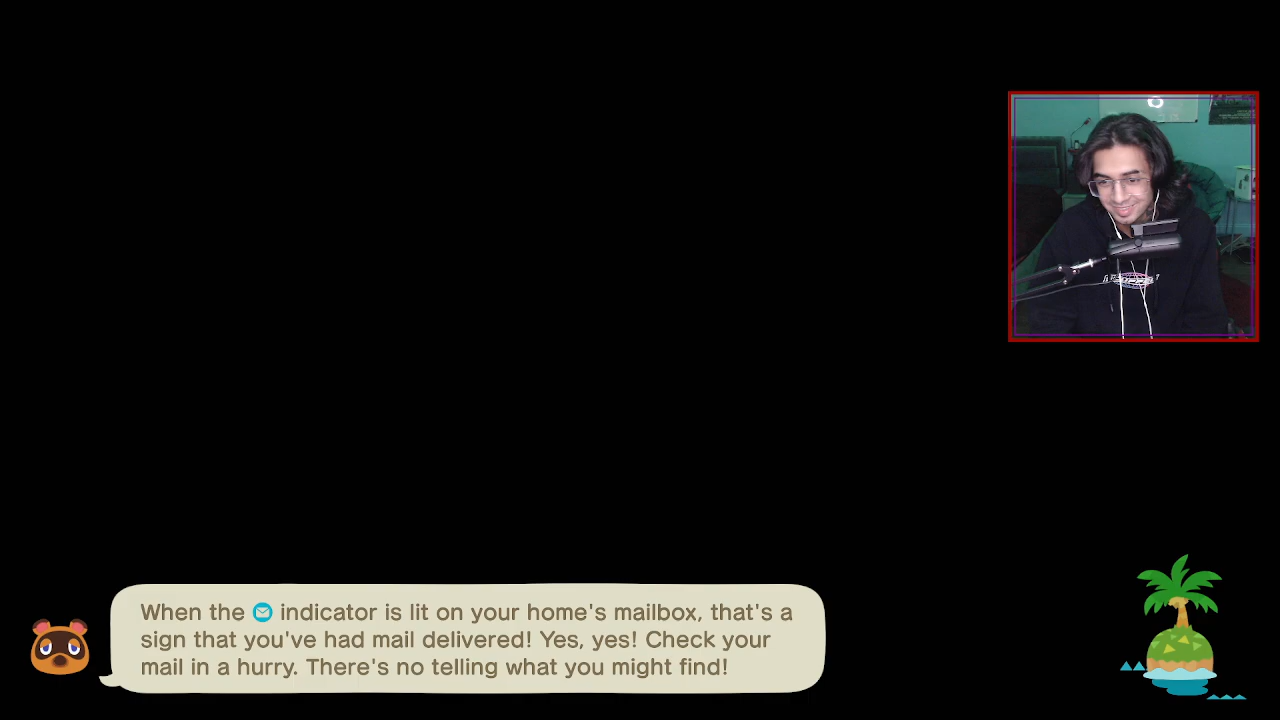 When the indicator is lit on your home's mailbox, that's a
sign that you've had mail delivered! Yes, yes! Check your
mail in a hurry. There's no telling what you might find!